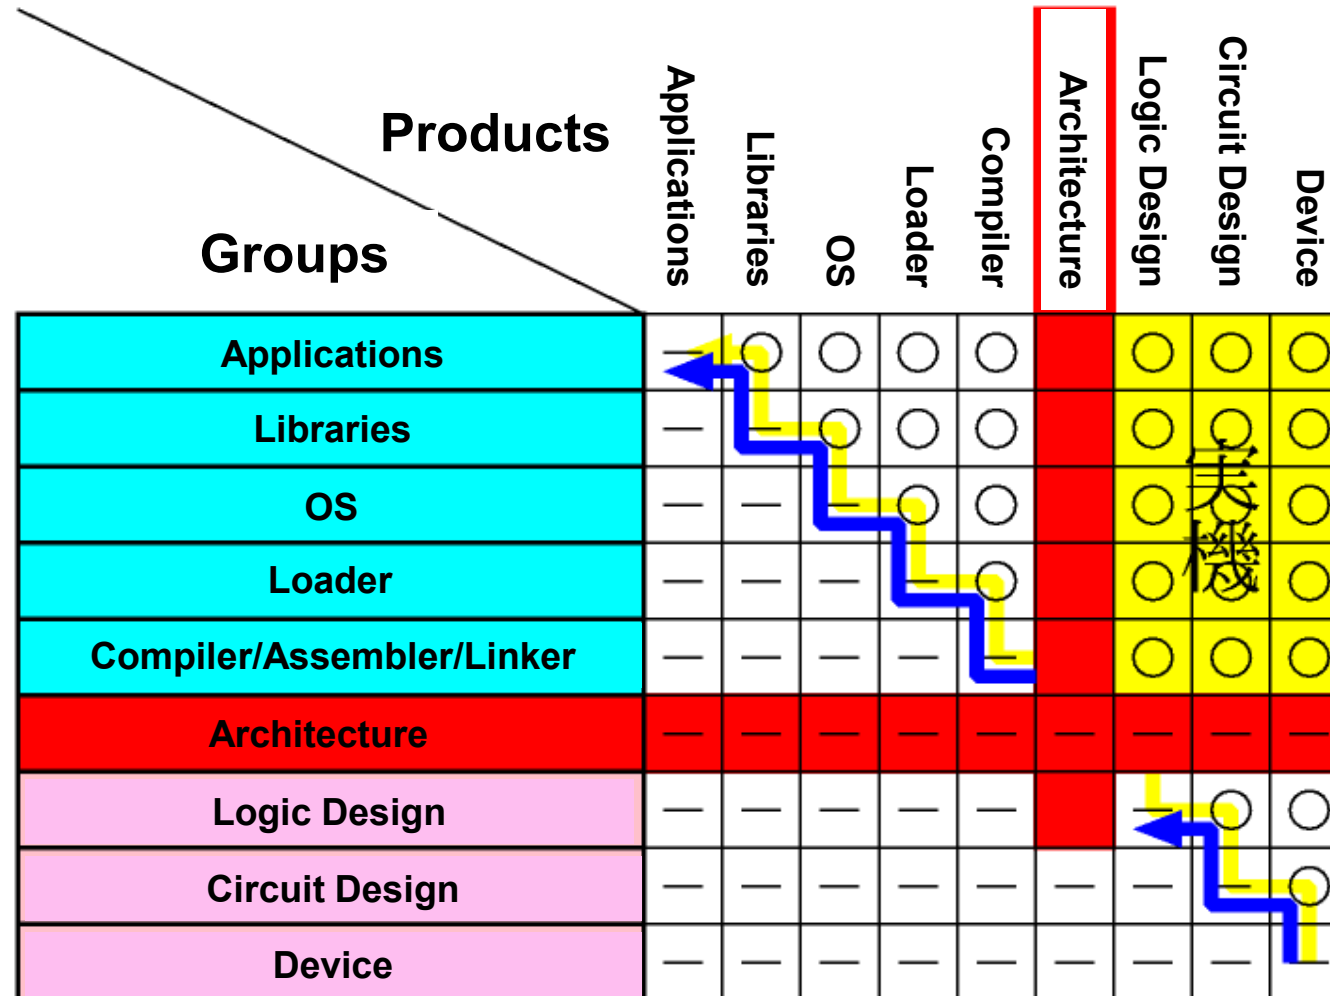 Products
Groups
Applications
Libraries
OS
Loader
Compiler
Architecture
Logic Design
Circuit Design
Device
Applications
Libraries
OS
Loader
Compiler/Assembler/Linker
Architecture
Logic Design
Circuit Design
Device
実機